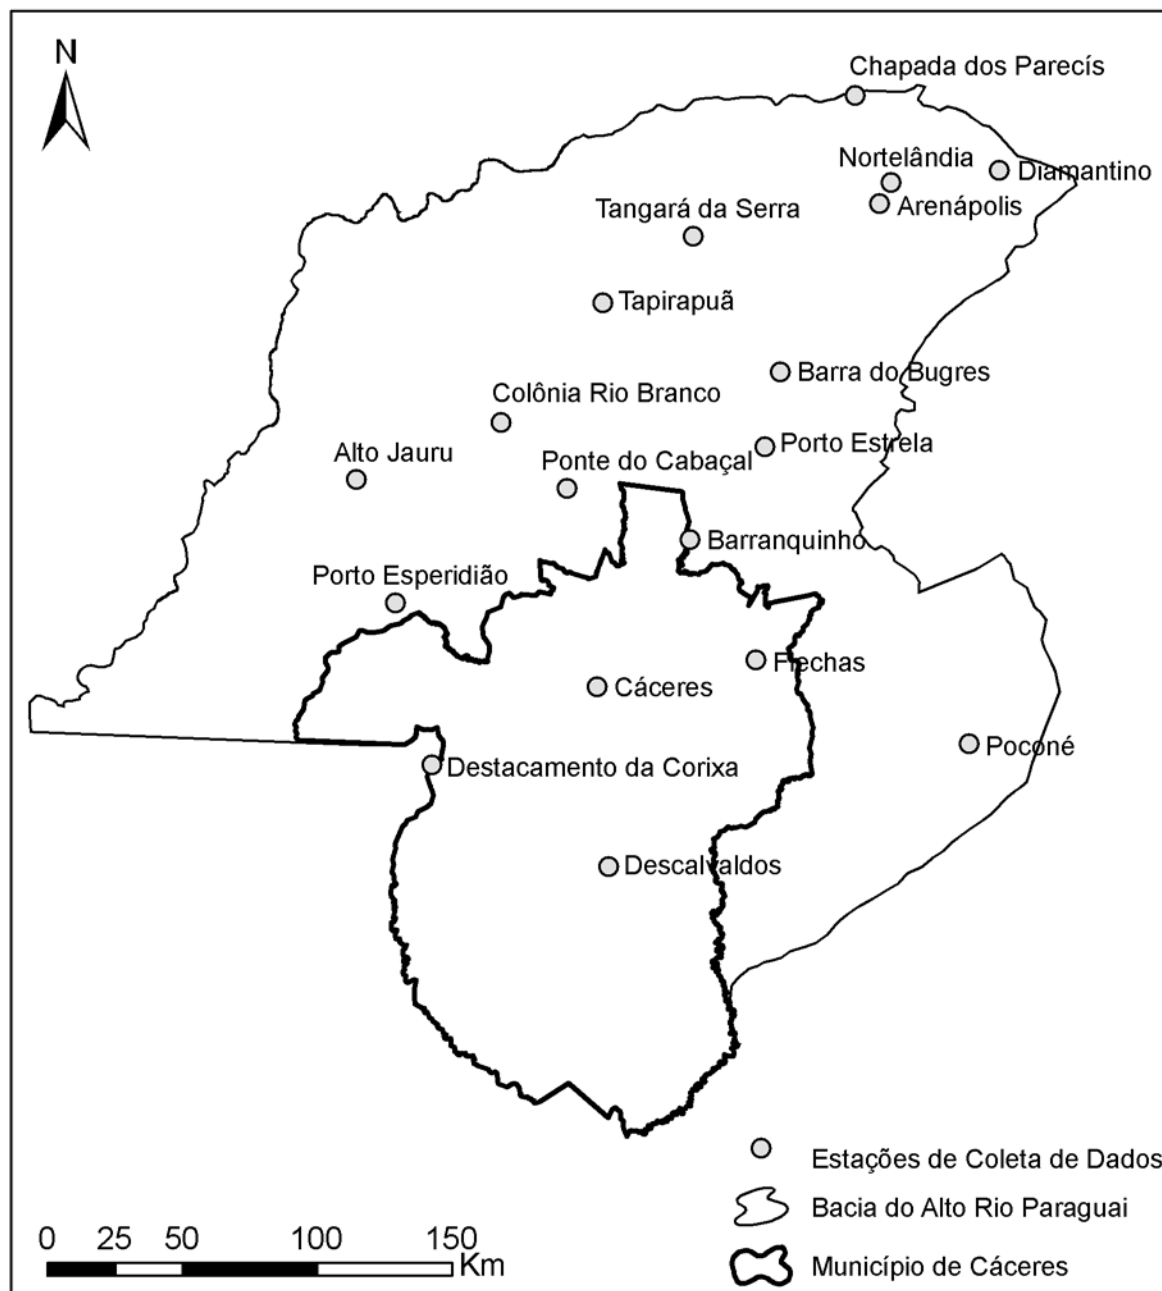 N
Chapada dos Parecís
Nortelândia
Diamantino
Arenápolis
Tangará da Serra
Tapirapuã
Barra do Bugres
Colônia Rio Branco
Porto Estrela
Alto Jauru
Ponte do Cabaçal
Barranquinho
Porto Esperidião
Flechas
Cáceres
Poconé
Destacamento da Corixa
Descalvaldos
Estações de Coleta de Dados
Bacia do Alto Rio Paraguai
Município de Cáceres
0 25 50 100 150
Km